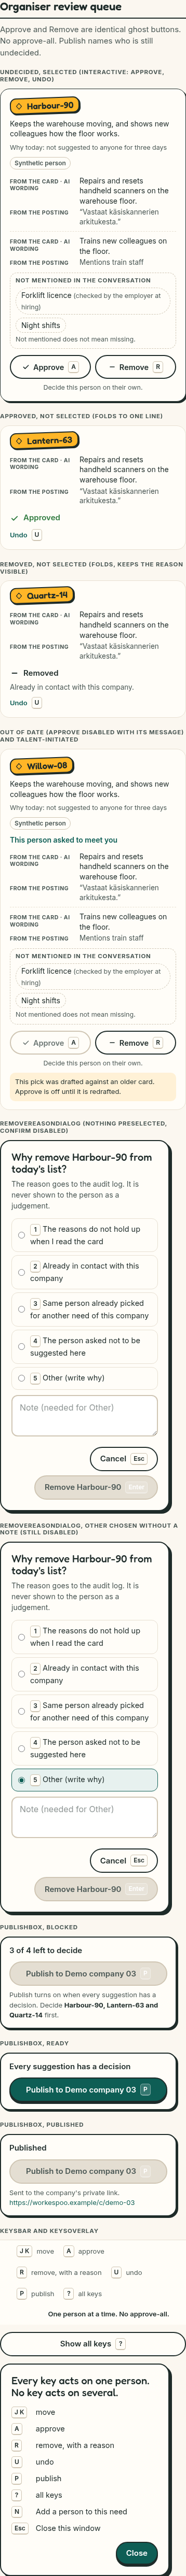 Organiser review queue
Approve and Remove are identical ghost buttons.
No approve-all. Publish names who is still
undecided.
UNDECIDED, SELECTED (INTERACTIVE: APPROVE,
REMOVE, UNDO)
Harbour-90
Keeps the warehouse moving, and shows new
colleagues how the floor works.
Why today: not suggested to anyone for three days
Synthetic person
FROM THE CARD · AI WORDING
Repairs and resets handheld scanners on the warehouse floor.
FROM THE POSTING
"Vastaat käsiskannerien arkitukesta."
FROM THE CARD · AI WORDING
Trains new colleagues on the floor.
FROM THE POSTING
Mentions train staff
NOT MENTIONED IN THE CONVERSATION
Forklift licence (checked by the employer at
hiring)
Night shifts
Not mentioned does not mean missing.
Approve A
Remove R
Decide this person on their own.
APPROVED, NOT SELECTED (FOLDS TO ONE LINE)
Lantern-63
FROM THE CARD · AI WORDING
Repairs and resets handheld scanners on the warehouse floor.
FROM THE POSTING
"Vastaat käsiskannerien arkitukesta."
Approved
Undo U
REMOVED, NOT SELECTED (FOLDS, KEEPS THE REASON
VISIBLE)
Quartz-14
FROM THE CARD · AI WORDING
Repairs and resets handheld scanners on the warehouse floor.
FROM THE POSTING
"Vastaat käsiskannerien arkitukesta."
Removed
Already in contact with this company.
Undo U
OUT OF DATE (APPROVE DISABLED WITH ITS MESSAGE)
AND TALENT-INITIATED
Willow-08
Keeps the warehouse moving, and shows new
colleagues how the floor works.
Why today: not suggested to anyone for three days
Synthetic person
This person asked to meet you
FROM THE CARD · AI WORDING
Repairs and resets handheld scanners on the warehouse floor.
FROM THE POSTING
"Vastaat käsiskannerien arkitukesta."
FROM THE CARD · AI WORDING
Trains new colleagues on the floor.
FROM THE POSTING
Mentions train staff
NOT MENTIONED IN THE CONVERSATION
Forklift licence (checked by the employer at
hiring)
Night shifts
Not mentioned does not mean missing.
Approve A
Remove R
Decide this person on their own.
This pick was drafted against an older card.
Approve is off until it is redrafted.
REMOVEREASONDIALOG (NOTHING PRESELECTED,
CONFIRM DISABLED)
Why remove Harbour-90 from
today's list?
The reason goes to the audit log. It is
never shown to the person as a
judgement.
1 The reasons do not hold up
when I read the card
2 Already in contact with this
company
3 Same person already picked
for another need of this company
4 The person asked not to be
suggested here
5 Other (write why)
Note (needed for Other)
Cancel Esc
Remove Harbour-90 Enter
REMOVEREASONDIALOG, OTHER CHOSEN WITHOUT A
NOTE (STILL DISABLED)
Why remove Harbour-90 from
today's list?
The reason goes to the audit log. It is
never shown to the person as a
judgement.
1 The reasons do not hold up
when I read the card
2 Already in contact with this
company
3 Same person already picked
for another need of this company
4 The person asked not to be
suggested here
5 Other (write why)
Note (needed for Other)
Cancel Esc
Remove Harbour-90 Enter
PUBLISHBOX, BLOCKED
3 of 4 left to decide
Publish to Demo company 03 P
Publish turns on when every suggestion has a
decision. Decide Harbour-90, Lantern-63 and
Quartz-14 first.
PUBLISHBOX, READY
Every suggestion has a decision
Publish to Demo company 03 P
PUBLISHBOX, PUBLISHED
Published
Publish to Demo company 03 P
Sent to the company's private link.
https://workespoo.example/c/demo-03
KEYSBAR AND KEYSOVERLAY
J K move A approve
R remove, with a reason U undo
P publish ? all keys
One person at a time. No approve-all.
Show all keys ?
Every key acts on one person.
No key acts on several.
J K move
A approve
R remove, with a reason
U undo
P publish
? all keys
N Add a person to this need
Esc Close this window
Close